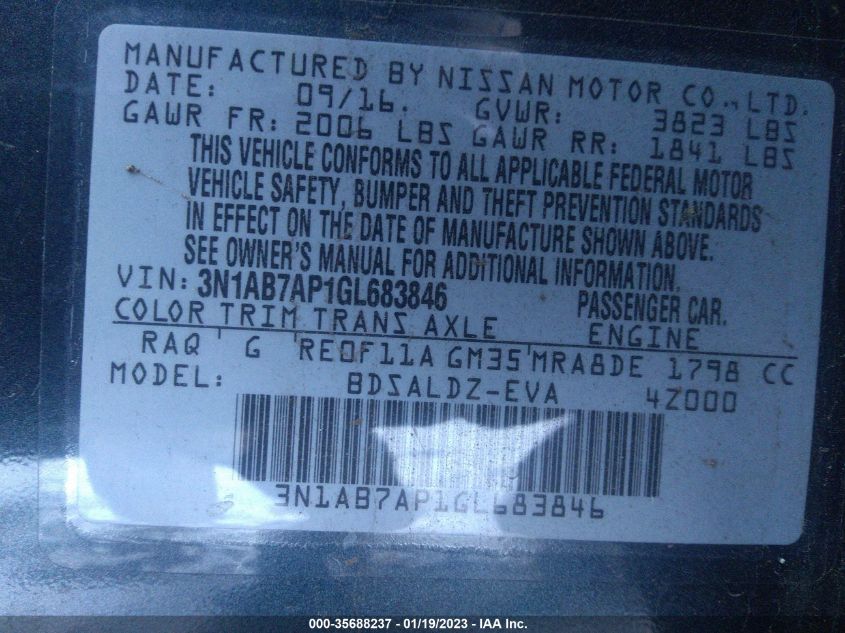 MANUFACTURED BY NISSAN MOTOR CO., LTD.
DATE: 09/16. GVWR: 3823 LBS
GAWR FR: 2006 LBS GAWR RR: 1841 LBS
THIS VEHICLE CONFORMS TO ALL APPLICABLE FEDERAL MOTOR
VEHICLE SAFETY, BUMPER AND THEFT PREVENTION STANDARDS
IN EFFECT ON THE DATE OF MANUFACTURE SHOWN ABOVE.
SEE OWNER'S MANUAL FOR ADDITIONAL INFORMATION.
VIN: 3N1AB7AP1GL683846 PASSENGER CAR.
COLOR TRIM TRANS AXLE ENGINE
RAQ G RE0F11A GM35 MRA8DE 1798 CC
MODEL: BDSALDZ-EVA 4Z000
3N1AB7AP1GL683846
000-35688237 - 01/19/2023 - IAA Inc.